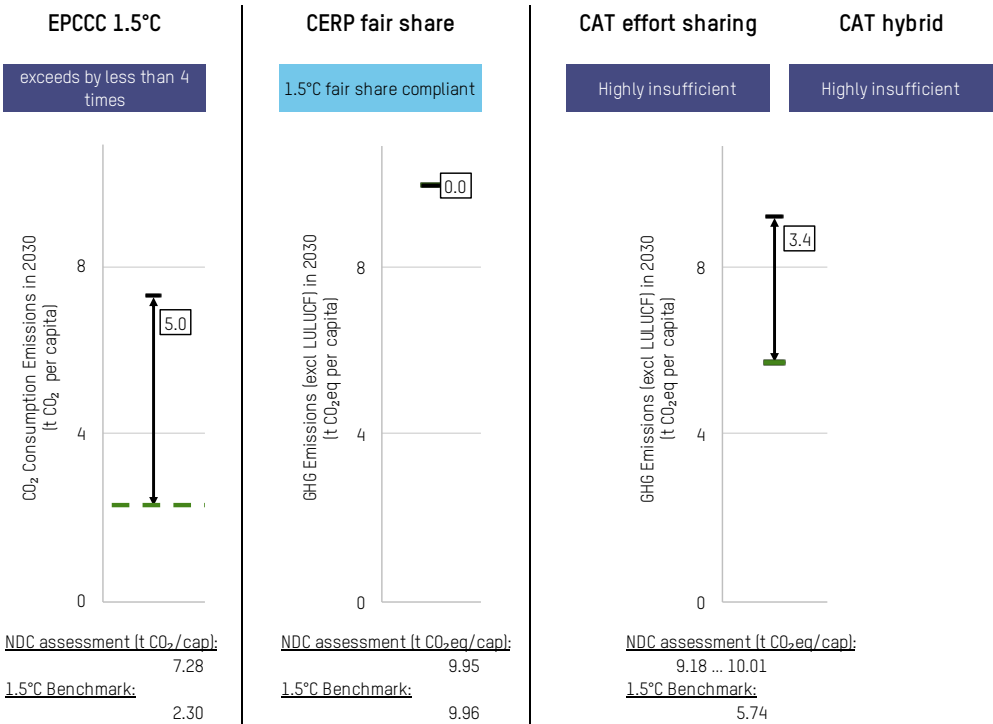 EPCCC 1.5°C
exceeds by less than 4
times
CO₂ Consumption Emissions in 2030
(t CO₂ per capita)
8
4
0
5.0
NDC assessment (t CO₂/cap):
7.28
1.5°C Benchmark:
2.30
CERP fair share
1.5°C fair share compliant
GHG Emissions (excl LULUCF) in 2030
(t CO₂eq per capita)
8
4
0
0.0
NDC assessment (t CO₂eq/cap):
9.95
1.5°C Benchmark:
9.96
CAT effort sharing
CAT hybrid
Highly insufficient
Highly insufficient
GHG Emissions (excl LULUCF) in 2030
(t CO₂eq per capita)
8
4
0
3.4
NDC assessment (t CO₂eq/cap):
9.18 ... 10.01
1.5°C Benchmark:
5.74